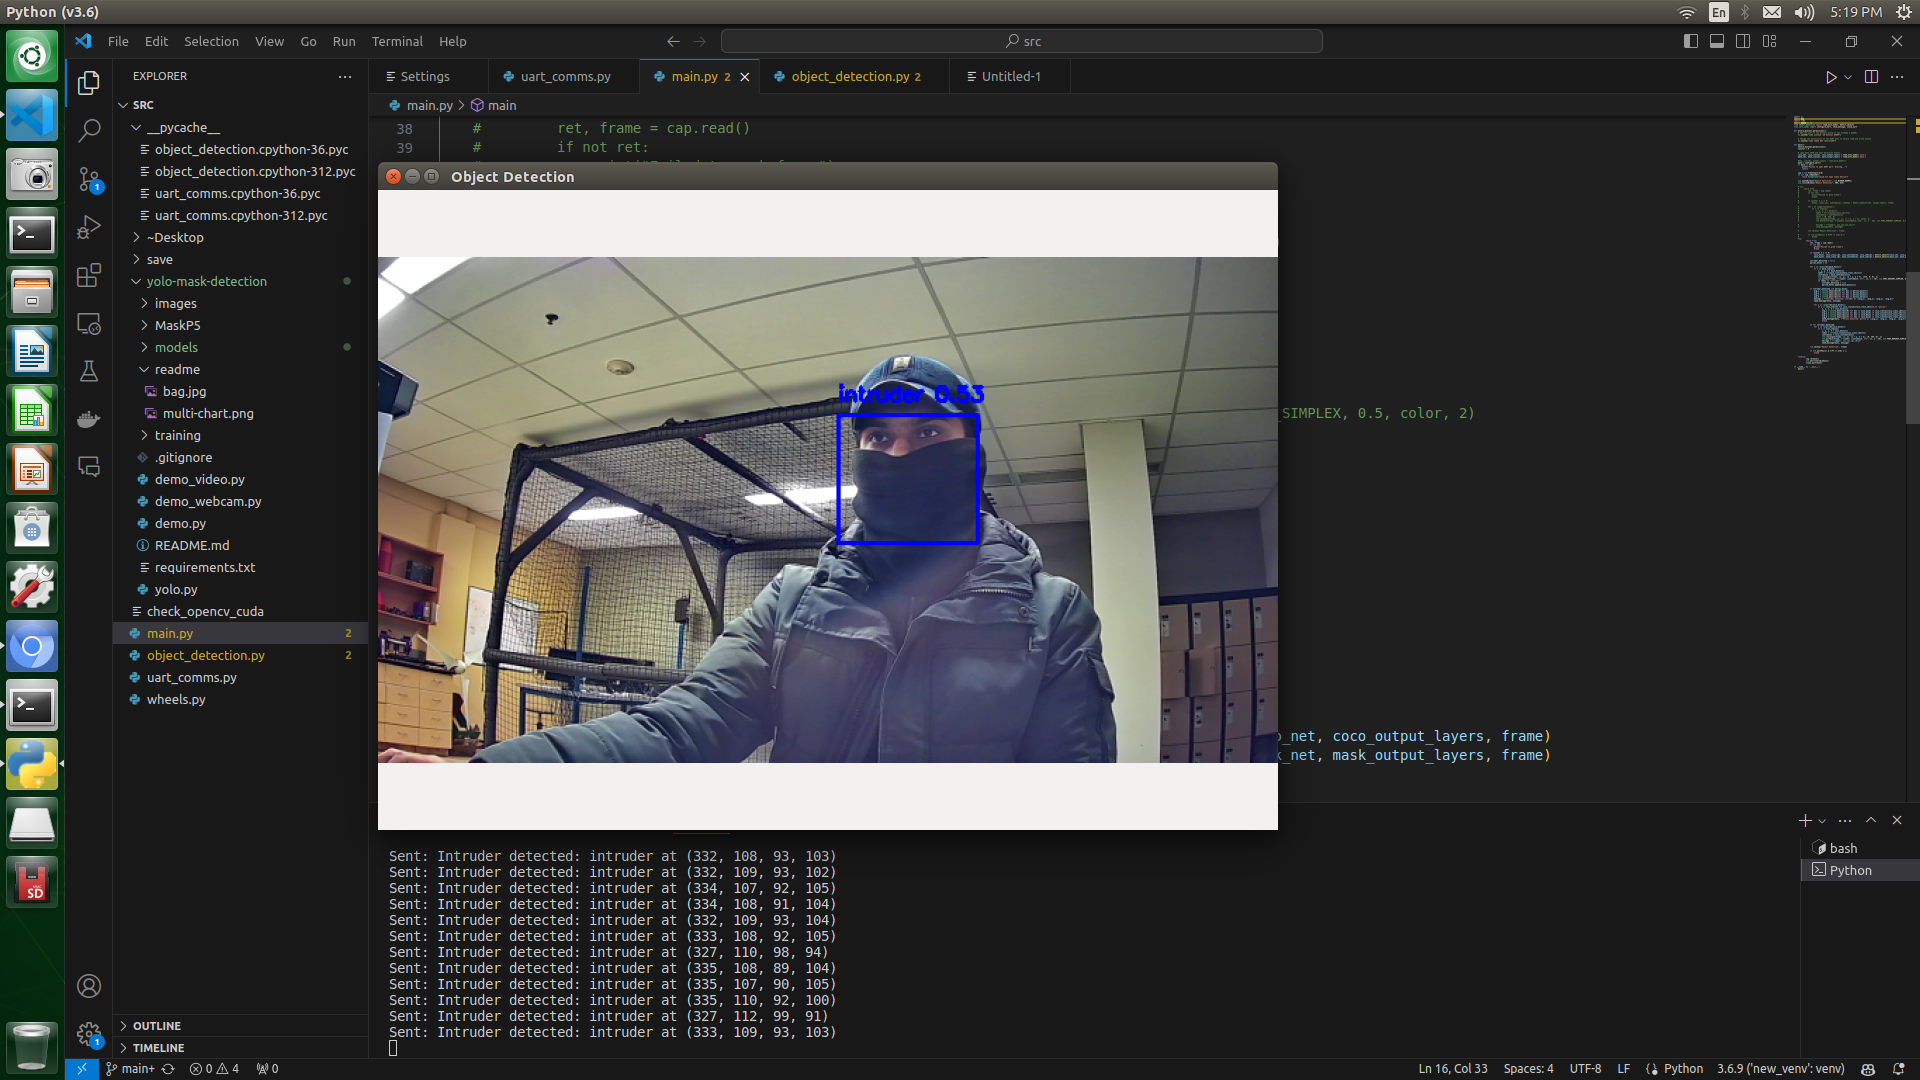 Python (v3.6)
En
5:19 PM
File Edit Selection View Go Run Terminal Help
src
EXPLORER
Settings
uart_comms.py
main.py 2
object_detection.py 2
Untitled-1
main.py > main
SRC
__pycache__
object_detection.cpython-36.pyc
object_detection.cpython-312.pyc
uart_comms.cpython-36.pyc
uart_comms.cpython-312.pyc
~Desktop
save
yolo-mask-detection
images
MaskP5
models
readme
bag.jpg
multi-chart.png
training
.gitignore
demo_video.py
demo_webcam.py
demo.py
README.md
requirements.txt
yolo.py
check_opencv_cuda
main.py 2
object_detection.py 2
uart_comms.py
wheels.py
OUTLINE
TIMELINE
1
1
SD
38 # ret, frame = cap.read()
39 # if not ret:
Object Detection
intruder 0.53
_SIMPLEX, 0.5, color, 2)
_net, coco_output_layers, frame)
_net, mask_output_layers, frame)
bash
Python
Sent: Intruder detected: intruder at (332, 108, 93, 103)
Sent: Intruder detected: intruder at (332, 109, 93, 102)
Sent: Intruder detected: intruder at (334, 107, 92, 105)
Sent: Intruder detected: intruder at (334, 108, 91, 104)
Sent: Intruder detected: intruder at (332, 109, 93, 104)
Sent: Intruder detected: intruder at (333, 108, 92, 105)
Sent: Intruder detected: intruder at (327, 110, 98, 94)
Sent: Intruder detected: intruder at (335, 108, 89, 104)
Sent: Intruder detected: intruder at (335, 107, 90, 105)
Sent: Intruder detected: intruder at (335, 110, 92, 100)
Sent: Intruder detected: intruder at (327, 112, 99, 91)
Sent: Intruder detected: intruder at (333, 109, 93, 103)
main+ 0 4 0
Ln 16, Col 33 Spaces: 4 UTF-8 LF Python 3.6.9 ('new_venv': venv)